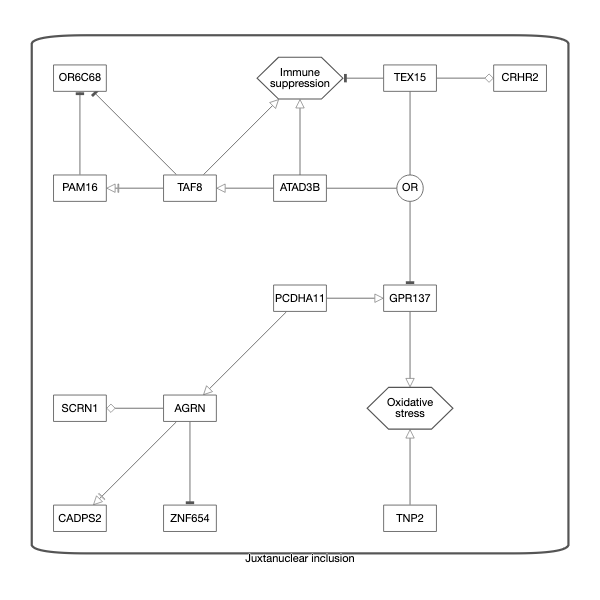 OR6C68
Immune
suppression
TEX15
CRHR2
PAM16
TAF8
ATAD3B
OR
PCDHA11
GPR137
SCRN1
AGRN
Oxidative
stress
CADPS2
ZNF654
TNP2
Juxtanuclear inclusion